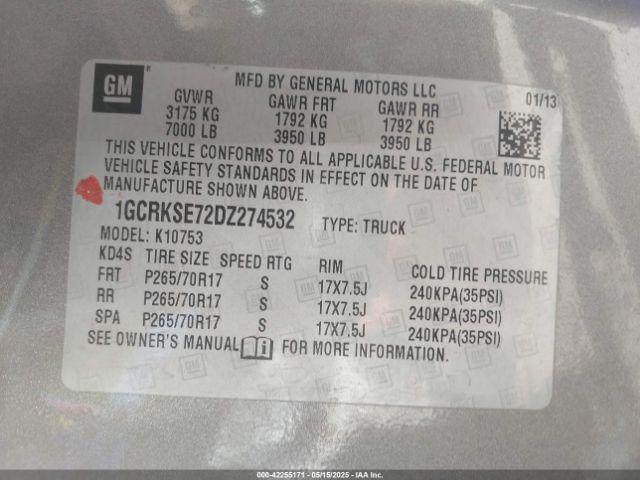 GM
MFD BY GENERAL MOTORS LLC
01/13
GVWR GAWR FRT GAWR RR
3175 KG 1792 KG 1792 KG
7000 LB 3950 LB 3950 LB
THIS VEHICLE CONFORMS TO ALL APPLICABLE U.S. FEDERAL MOTOR
VEHICLE SAFETY STANDARDS IN EFFECT ON THE DATE OF
MANUFACTURE SHOWN ABOVE.
1GCRKSE72DZ274532 TYPE: TRUCK
MODEL: K10753
KD4S TIRE SIZE SPEED RTG RIM COLD TIRE PRESSURE
FRT P265/70R17 S 17X7.5J 240KPA(35PSI)
RR P265/70R17 S 17X7.5J 240KPA(35PSI)
SPA P265/70R17 S 17X7.5J 240KPA(35PSI)
SEE OWNER'S MANUAL FOR MORE INFORMATION.
000-42255171 - 05/15/2025 - IAAI.COM